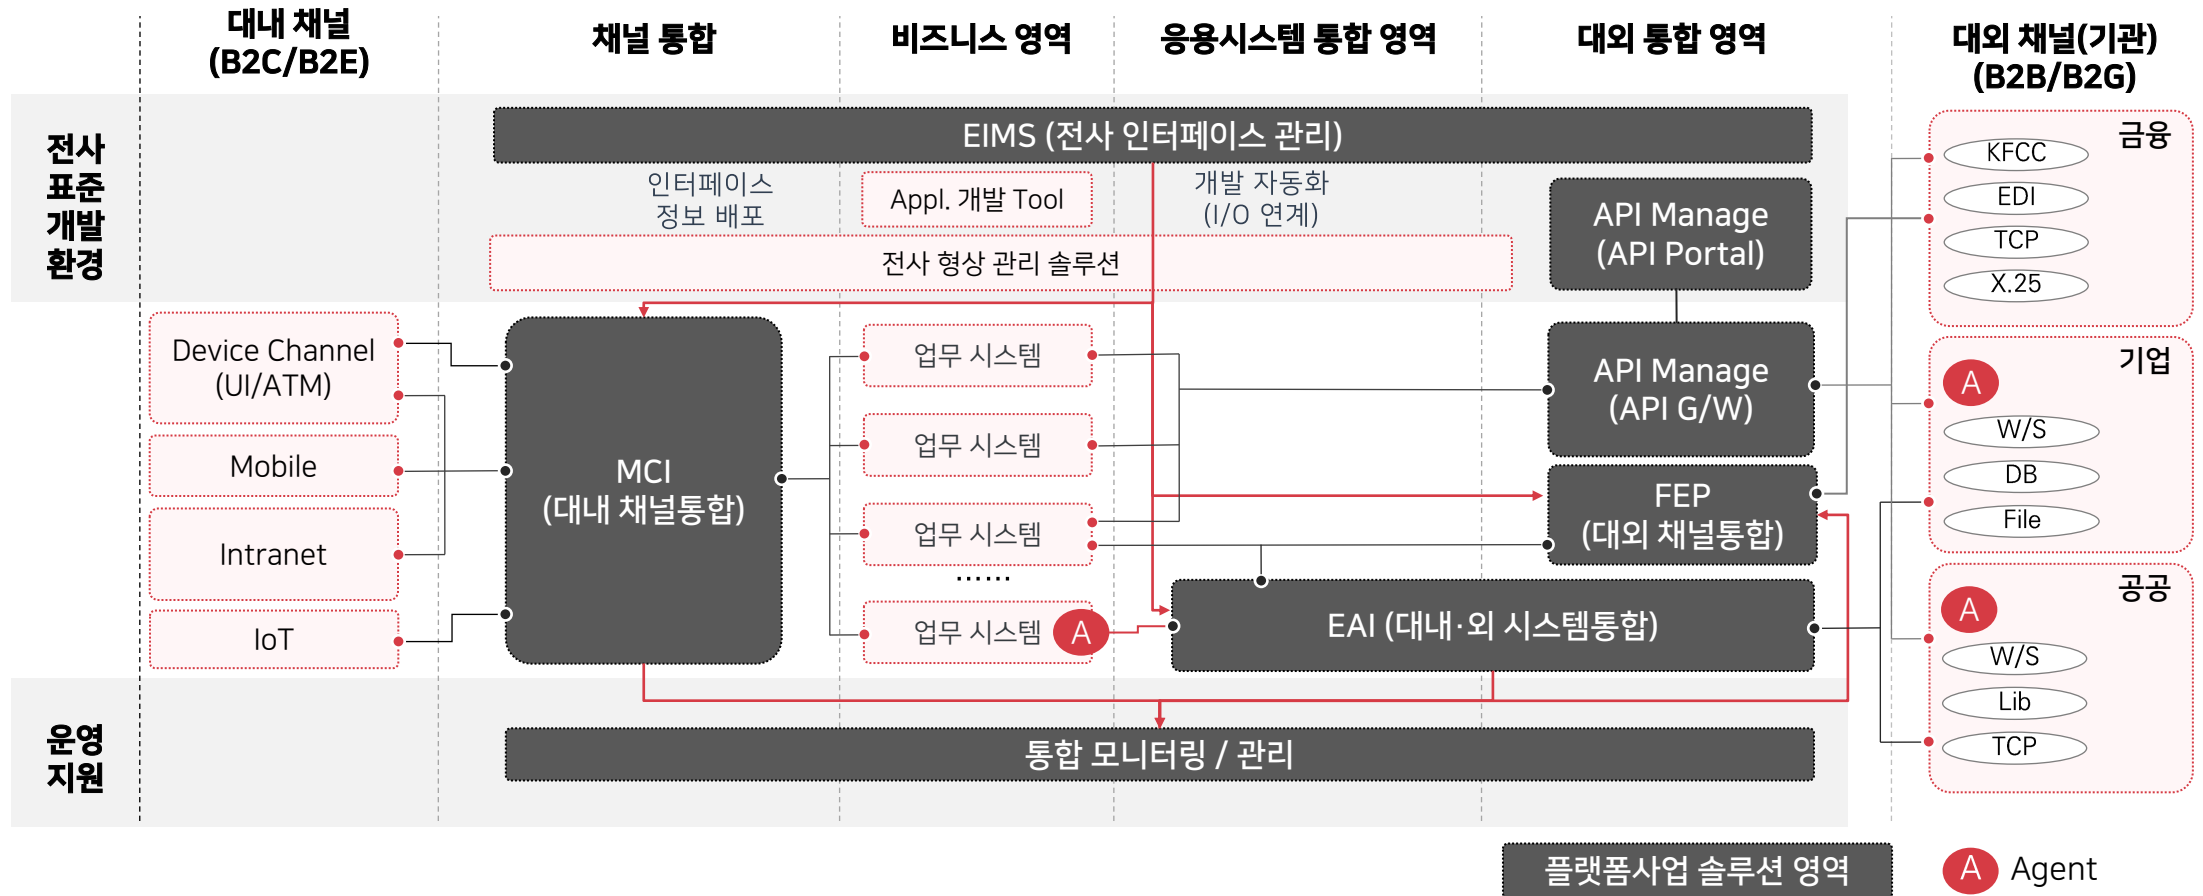 대내 채널
(B2C/B2E)
채널 통합
비즈니스 영역
응용시스템 통합 영역
대외 통합 영역
대외 채널(기관)
(B2B/B2G)
전사
표준
개발
환경
EIMS (전사 인터페이스 관리)
인터페이스
정보 배포
Appl. 개발 Tool
개발 자동화
(I/O 연계)
API Manage
(API Portal)
전사 형상 관리 솔루션
Device Channel
(UI/ATM)
Mobile
Intranet
IoT
MCI
(대내 채널통합)
업무 시스템
업무 시스템
업무 시스템
......
업무 시스템
A
API Manage
(API G/W)
FEP
(대외 채널통합)
EAI (대내·외 시스템통합)
금융
KFCC
EDI
TCP
X.25
기업
A
W/S
DB
File
공공
A
W/S
Lib
TCP
운영
지원
통합 모니터링 / 관리
플랫폼사업 솔루션 영역
A Agent